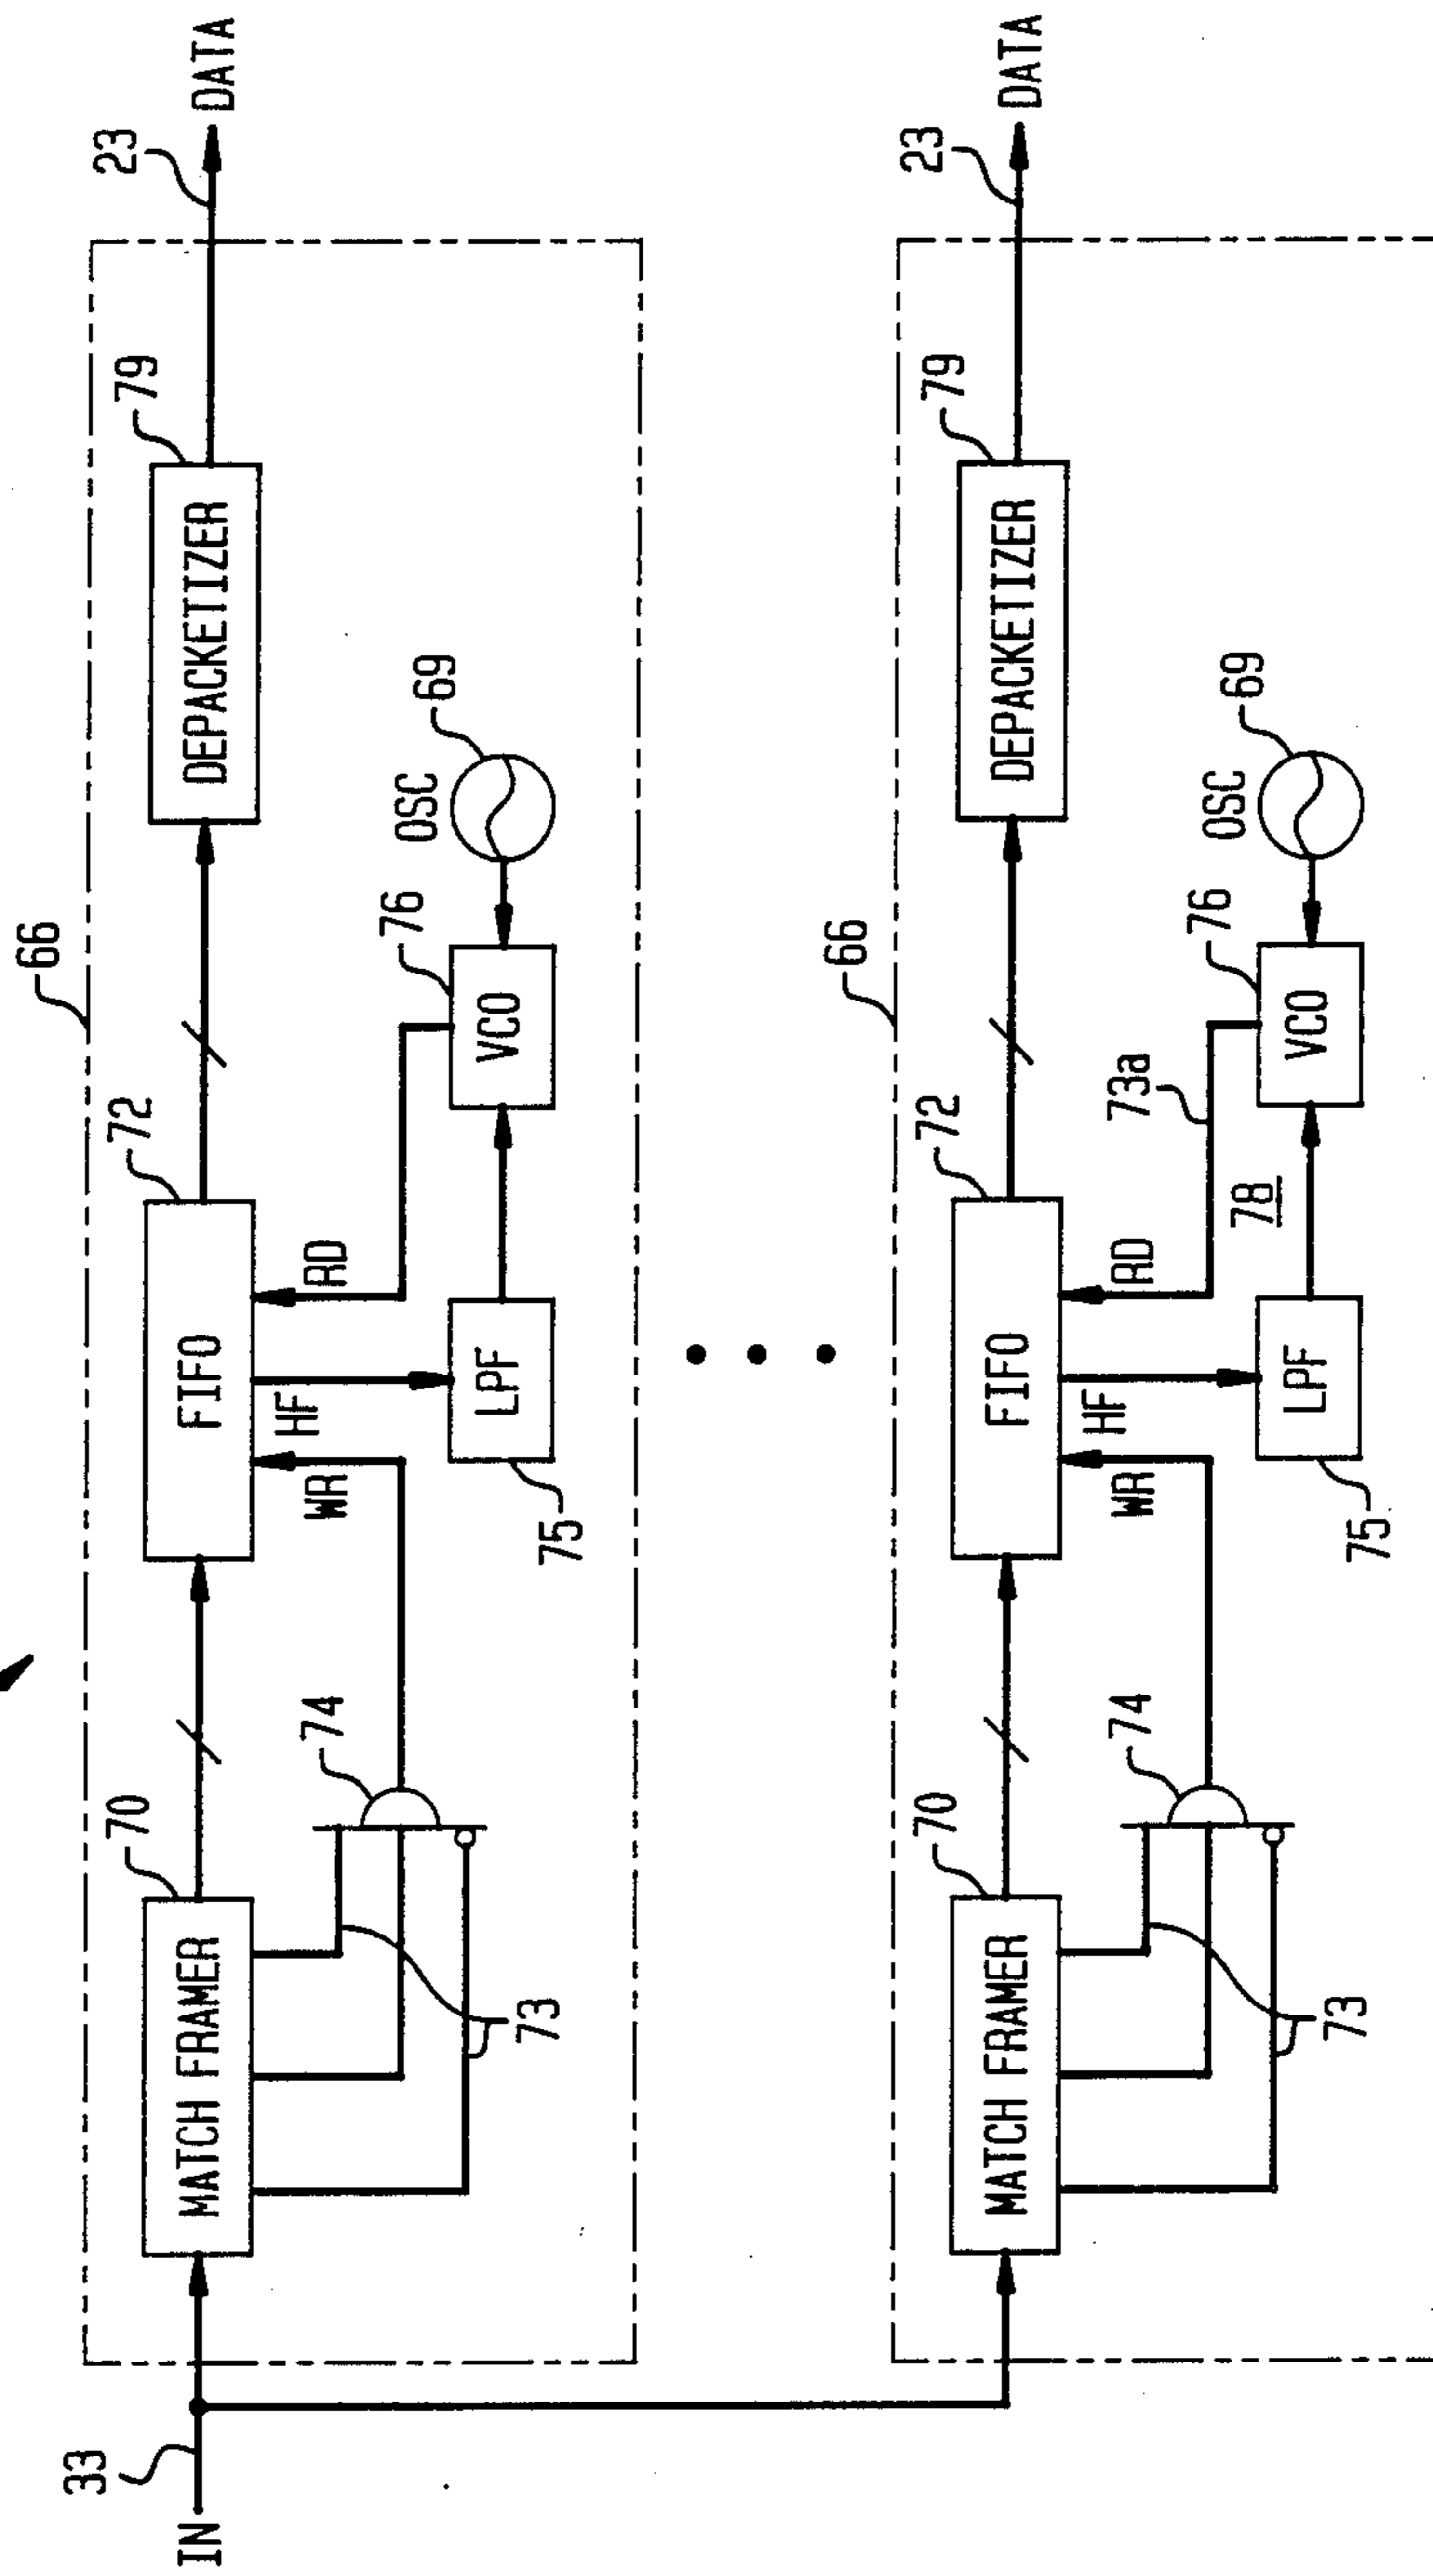 IN
33
66
MATCH FRAMER
70
73
74
FIFO
72
WR
HF
RD
LPF
75
VCO
76
OSC
69
DEPACKETIZER
79
23
DATA
66
MATCH FRAMER
70
73
74
FIFO
72
WR
HF
RD
73a
78
LPF
75
VCO
76
OSC
69
DEPACKETIZER
79
23
DATA